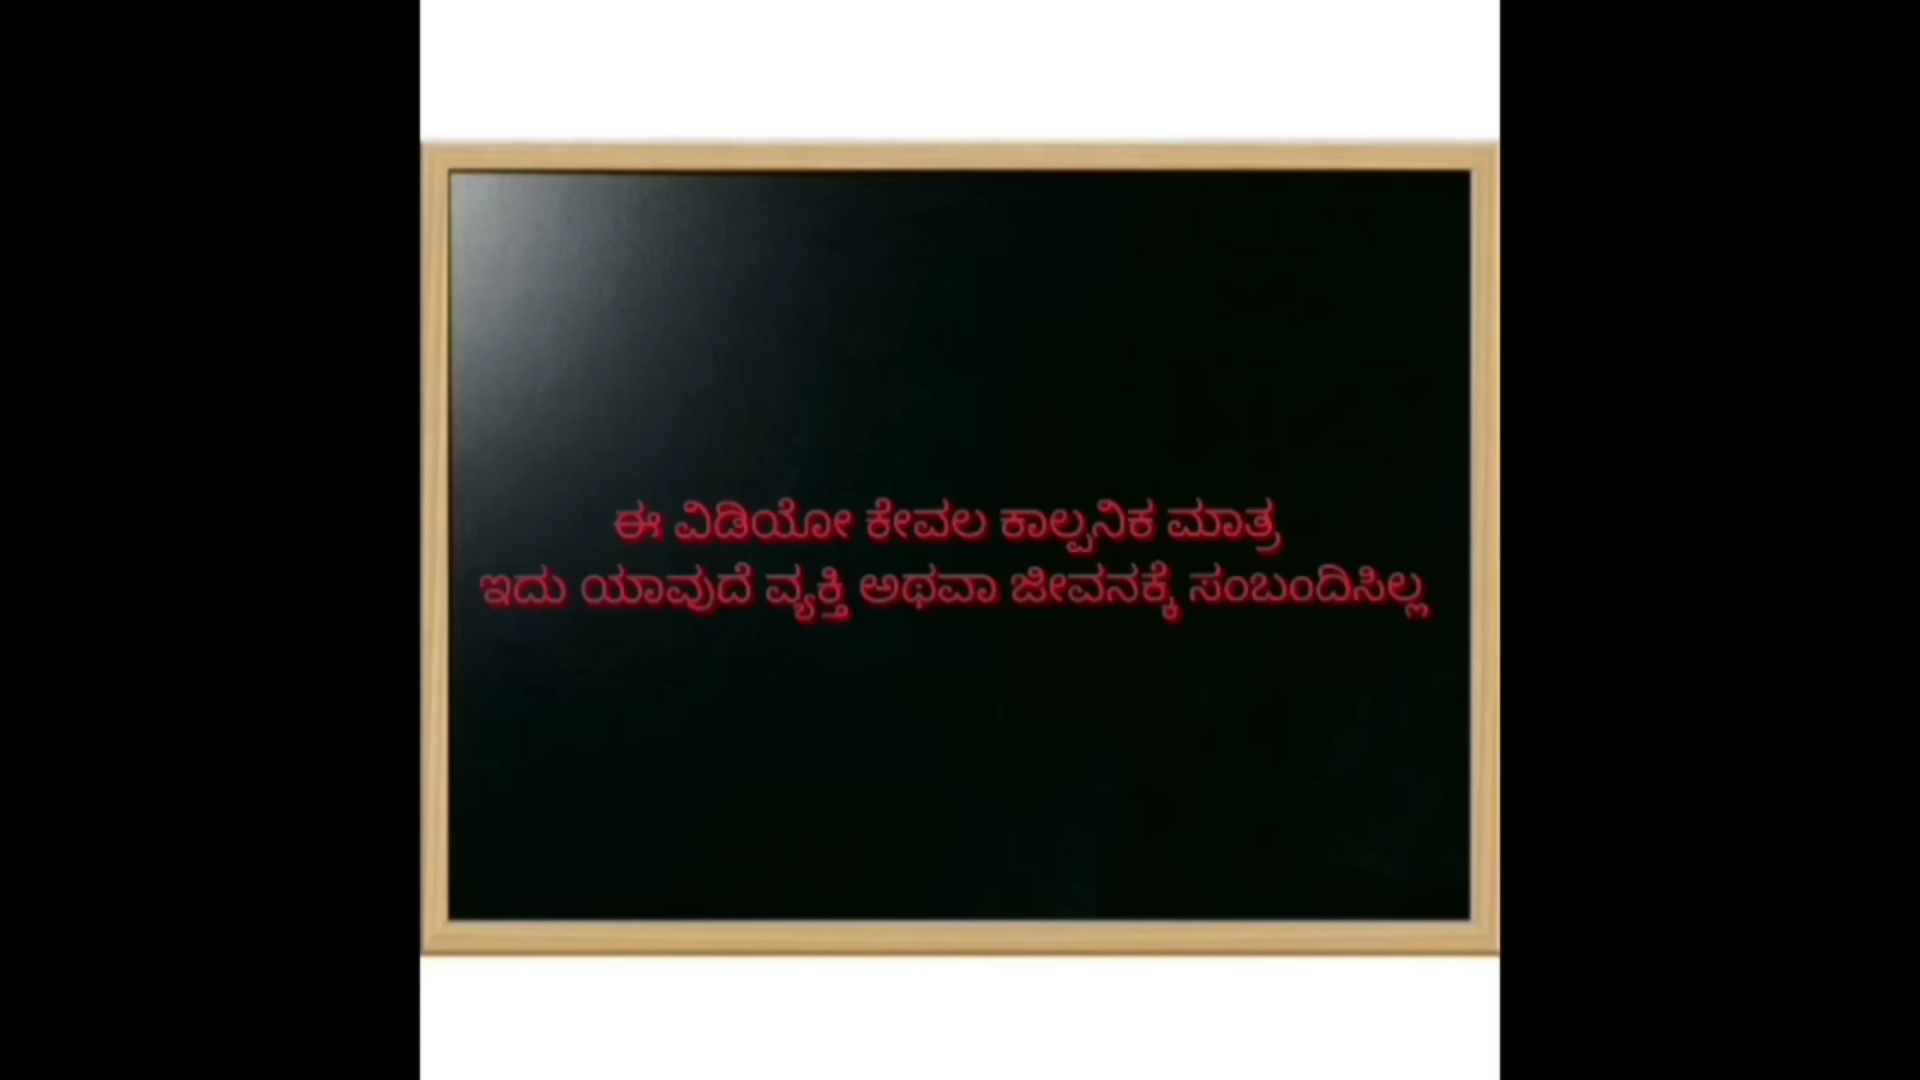 ಈ ವಿಡಿಯೋ ಕೇವಲ ಕಾಲ್ಪನಿಕ ಮಾತ್ರ
ಇದು ಯಾವುದೆ ವ್ಯಕ್ತಿ ಅಥವಾ ಜೀವನಕ್ಕೆ ಸಂಬಂದಿಸಿಲ್ಲ